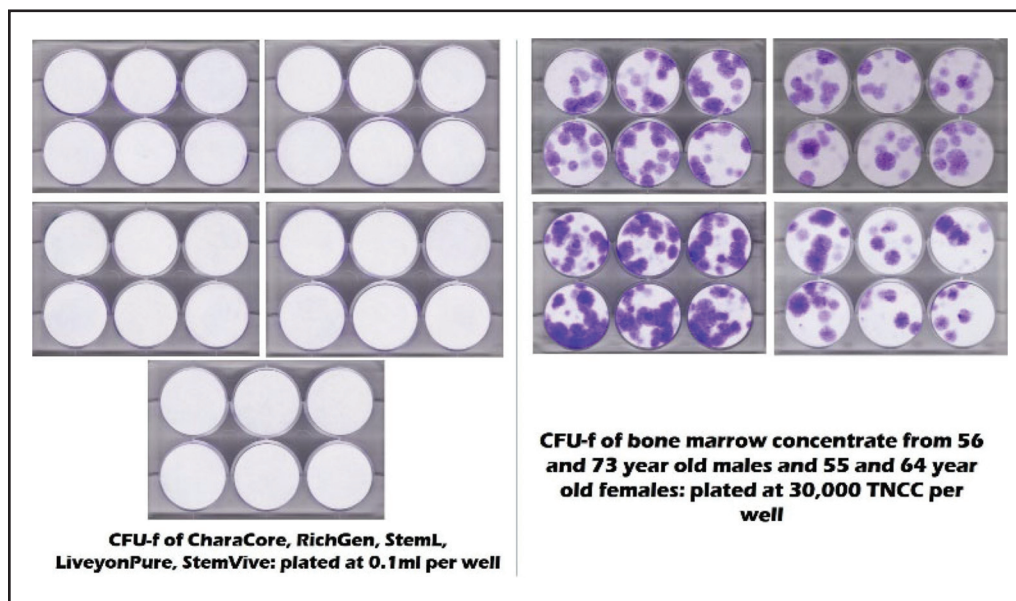 CFU-f of CharaCore, RichGen, StemL,
LiveyonPure, StemVive: plated at 0.1ml per well
CFU-f of bone marrow concentrate from 56
and 73 year old males and 55 and 64 year
old females: plated at 30,000 TNCC per
well